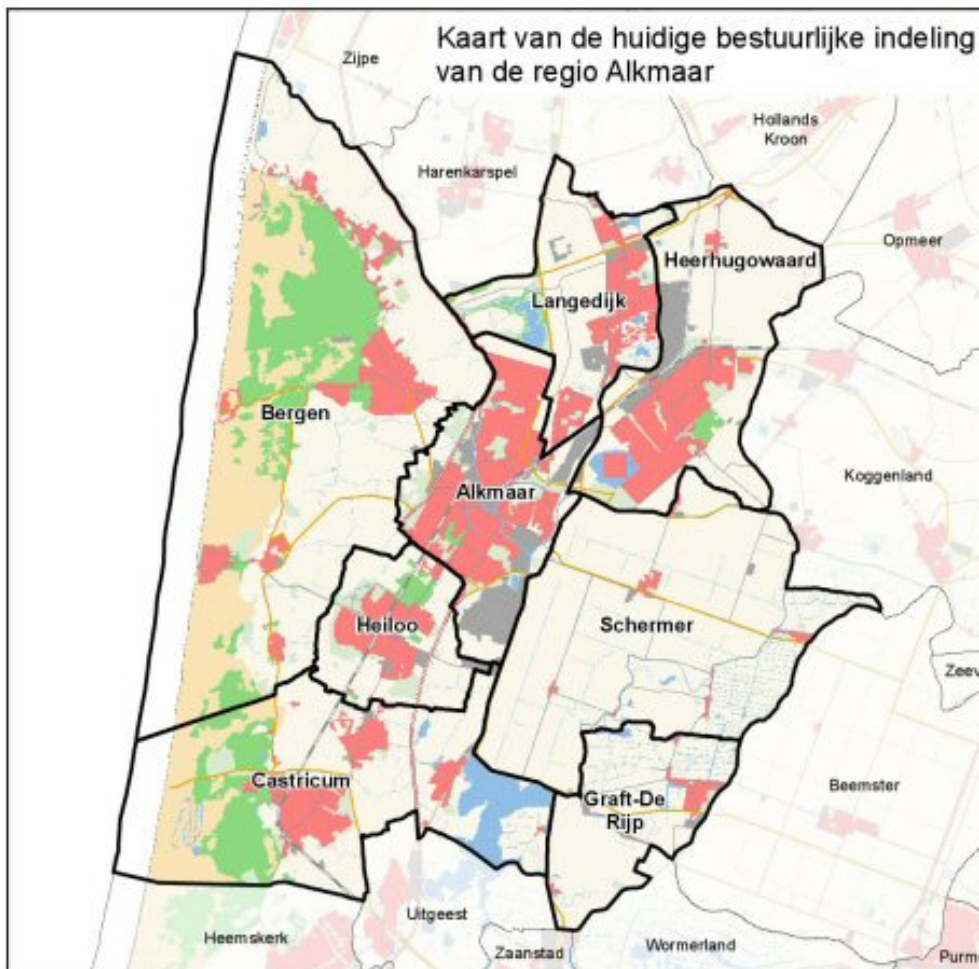 Kaart van de huidige bestuurlijke indeling
van de regio Alkmaar
Zijpe
Hollands
Kroon
Harenkarspel
Opmeer
Heerhugowaard
Langedijk
Bergen
Koggenland
Alkmaar
Heiloo
Schermer
Castricum
Graft-De
Rijp
Beemster
Uitgeest
Heemskerk
Zaanstad
Wormerland